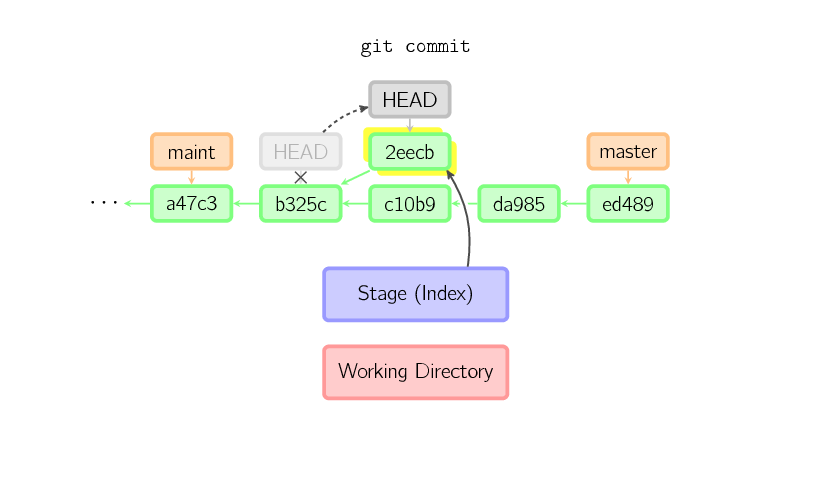 git commit
HEAD
maint
HEAD
2eecb
master
...
a47c3
b325c
c10b9
da985
ed489
Stage (Index)
Working Directory